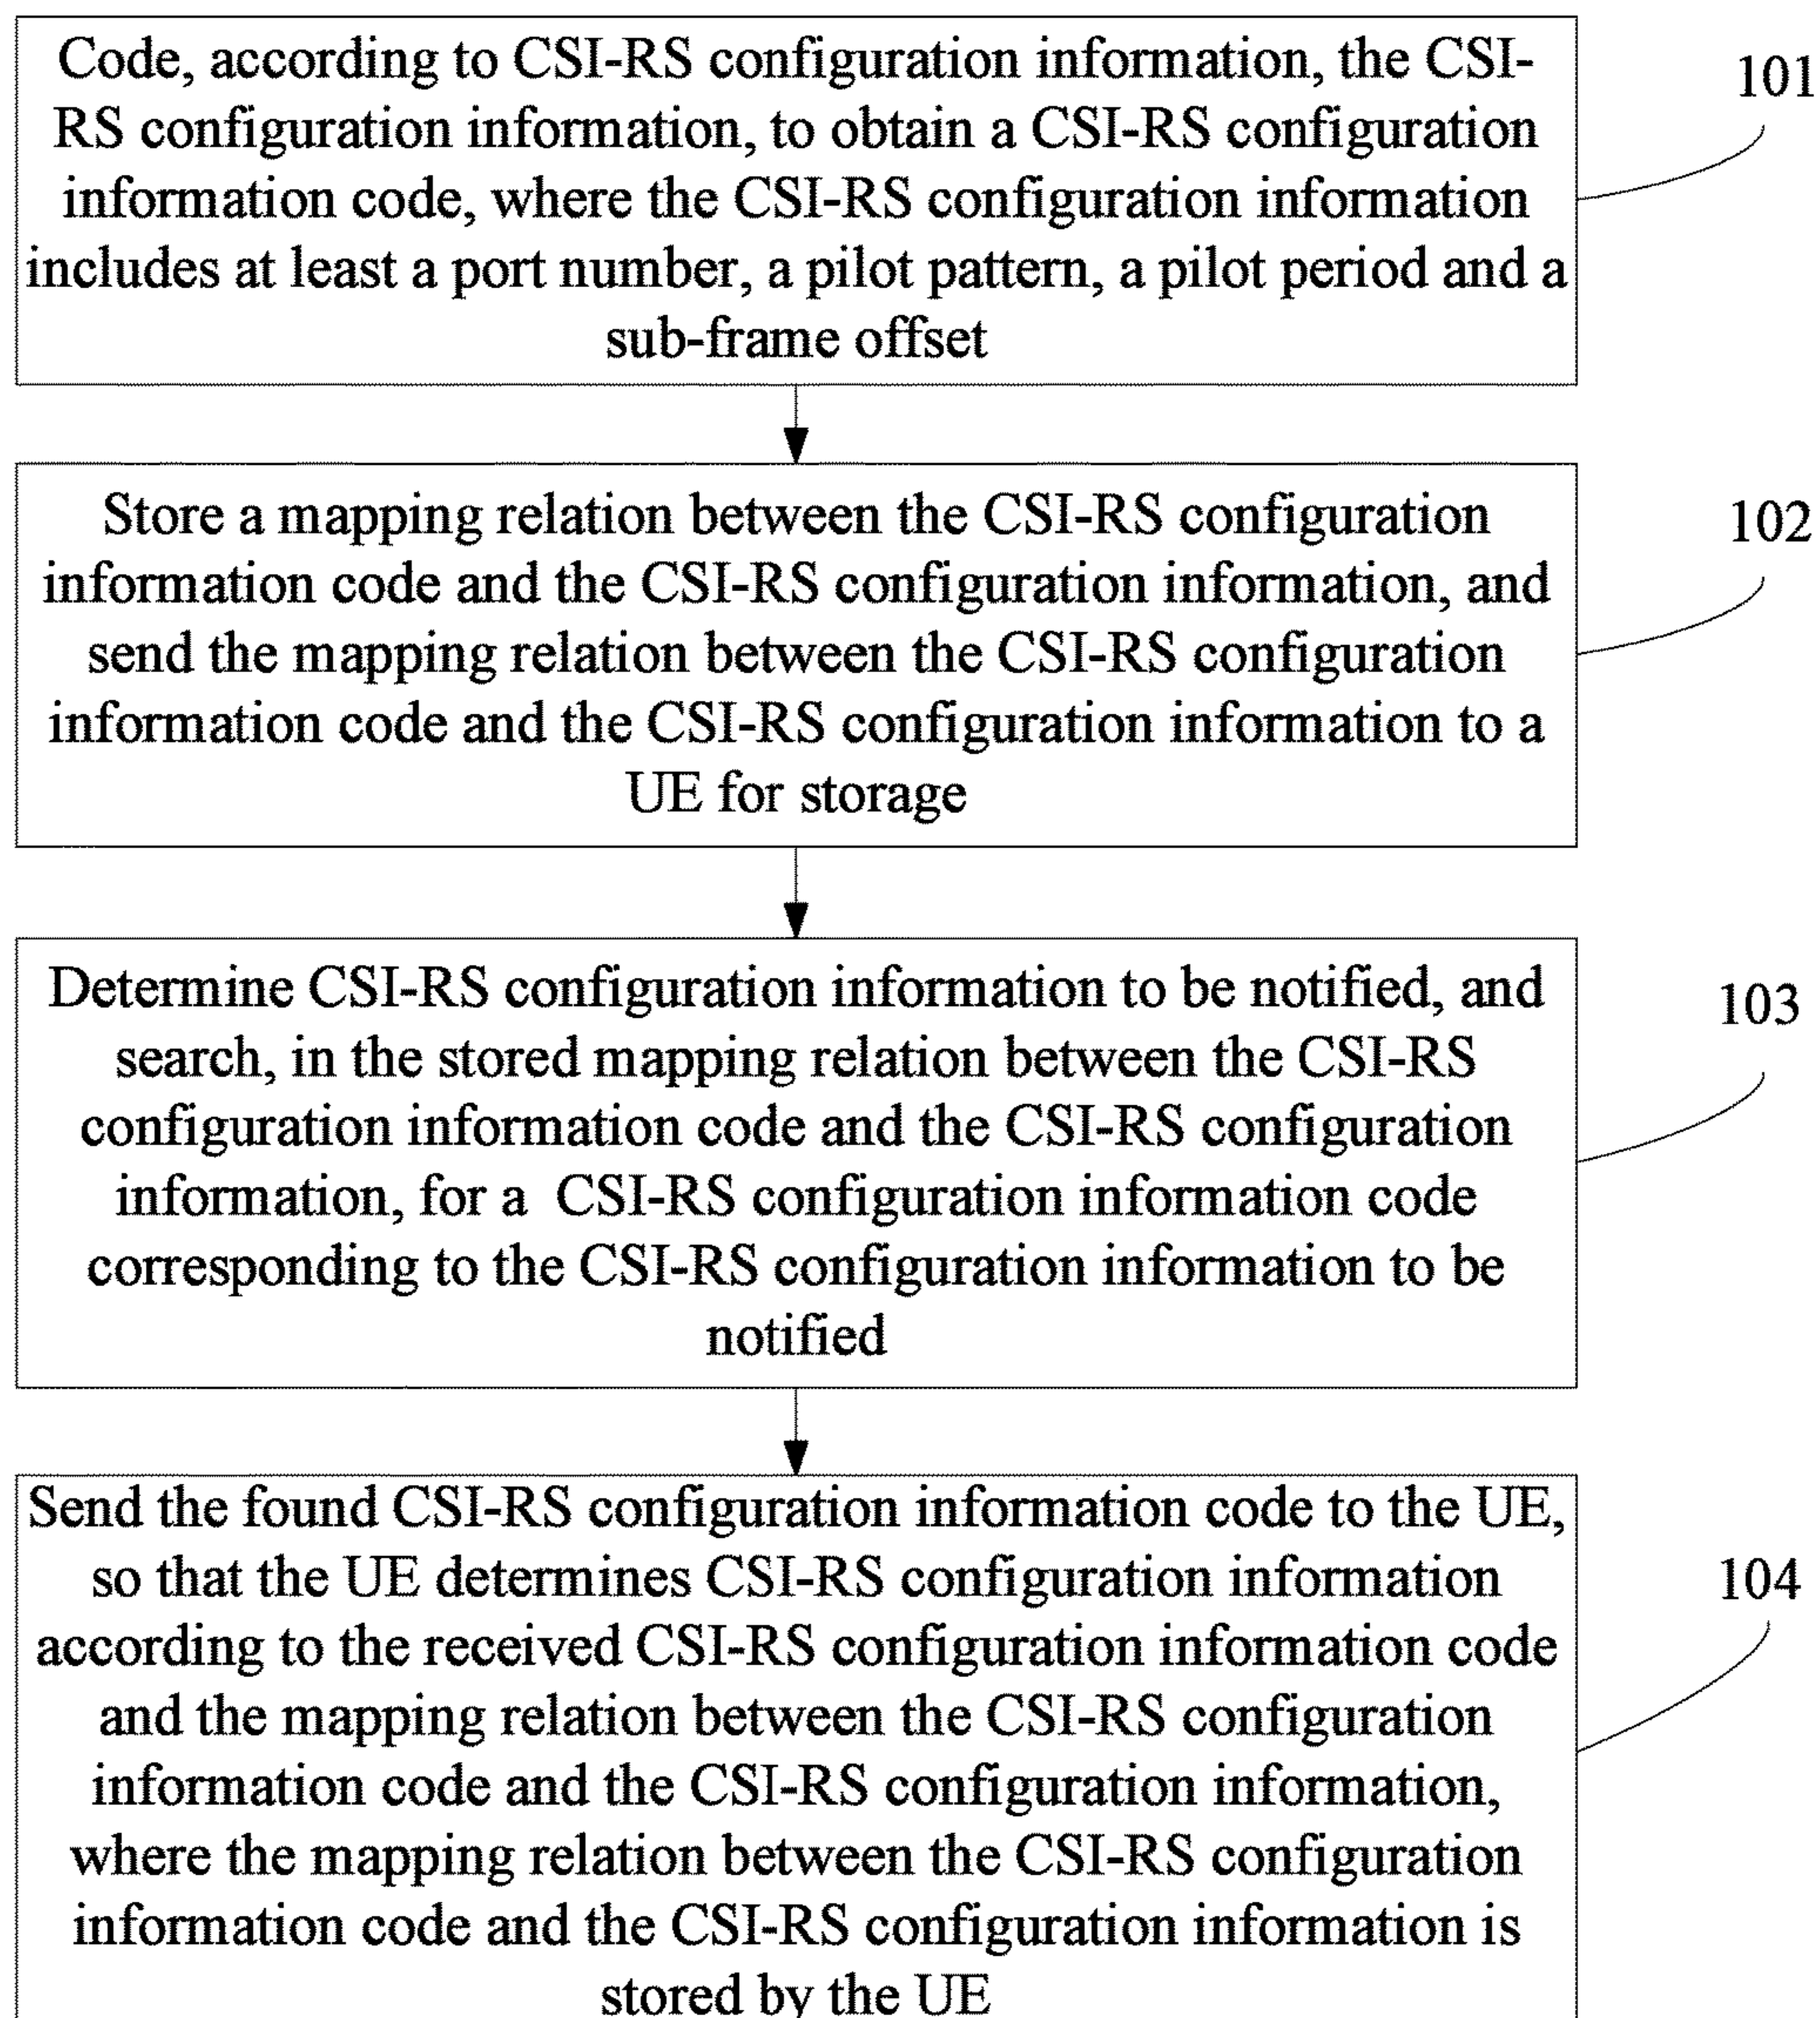 Code, according to CSI-RS configuration information, the CSI-
RS configuration information, to obtain a CSI-RS configuration
information code, where the CSI-RS configuration information
includes at least a port number, a pilot pattern, a pilot period and a
sub-frame offset
101
Store a mapping relation between the CSI-RS configuration
information code and the CSI-RS configuration information, and
send the mapping relation between the CSI-RS configuration
information code and the CSI-RS configuration information to a
UE for storage
102
Determine CSI-RS configuration information to be notified, and
search, in the stored mapping relation between the CSI-RS
configuration information code and the CSI-RS configuration
information, for a CSI-RS configuration information code
corresponding to the CSI-RS configuration information to be
notified
103
Send the found CSI-RS configuration information code to the UE,
so that the UE determines CSI-RS configuration information
according to the received CSI-RS configuration information code
and the mapping relation between the CSI-RS configuration
information code and the CSI-RS configuration information,
where the mapping relation between the CSI-RS configuration
information code and the CSI-RS configuration information is
stored by the UE
104